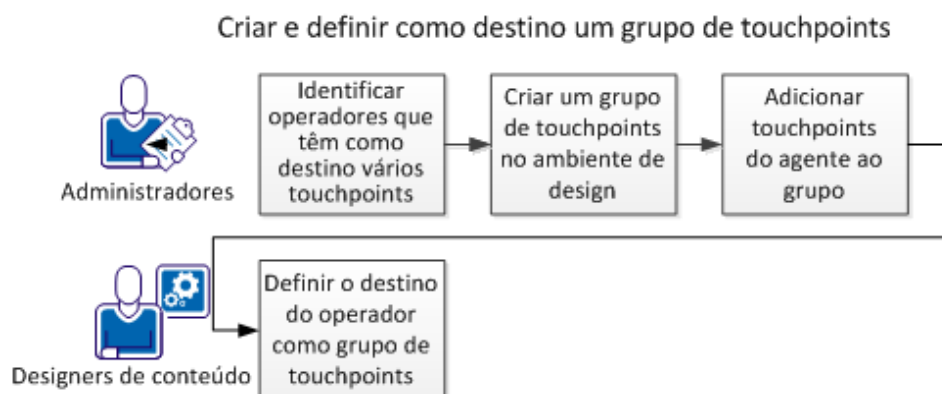 Criar e definir como destino um grupo de touchpoints
Administradores
Identificar
operadores que
têm como
destino vários
touchpoints
Criar um grupo
de touchpoints
no ambiente de
design
Adicionar
touchpoints
do agente ao
grupo
Designers de conteúdo
Definir o destino
do operador
como grupo de
touchpoints